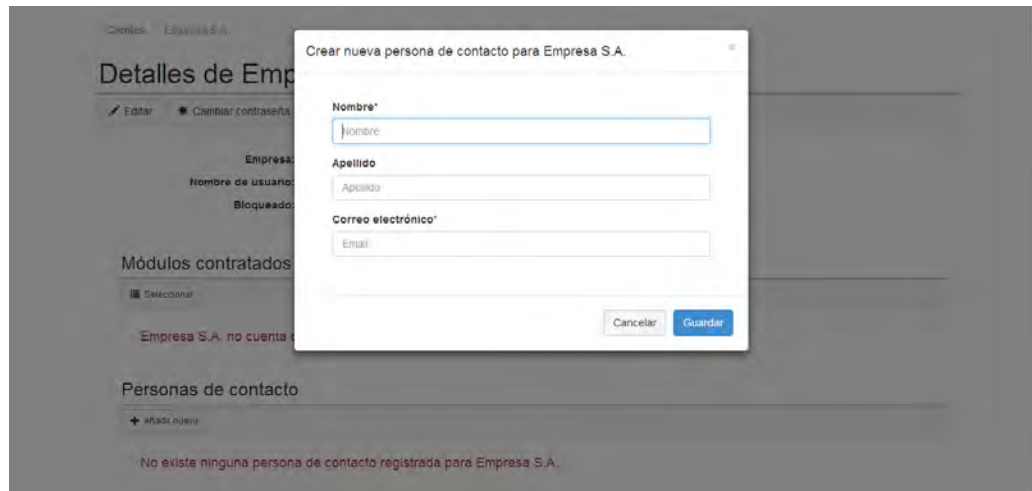 Clientes Empresa S.A.
Crear nueva persona de contacto para Empresa S.A.
×
Detalles de Emp
Editar Cambiar contraseña
Nombre*
Nombre
Empresa:
Apellido
Nombre de usuario:
Apellido
Bloqueado:
Correo electrónico*
Email
Módulos contratados
Seleccionar
Cancelar Guardar
Empresa S.A. no cuenta
Personas de contacto
Añadir nuevo
No existe ninguna persona de contacto registrada para Empresa S.A.